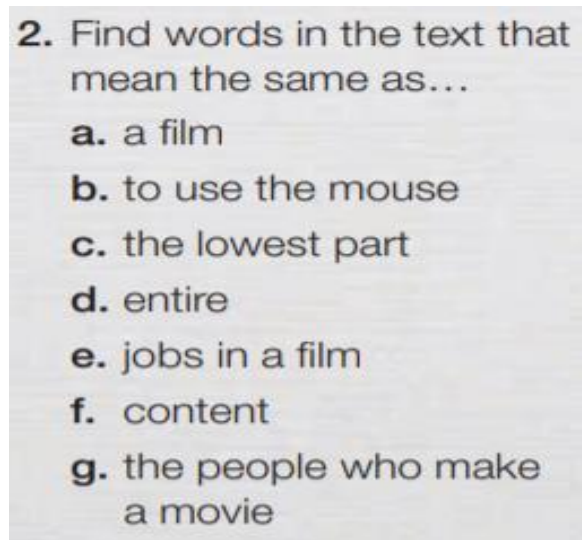 2. Find words in the text that
mean the same as...
a. a film
b. to use the mouse
c. the lowest part
d. entire
e. jobs in a film
f. content
g. the people who make
a movie